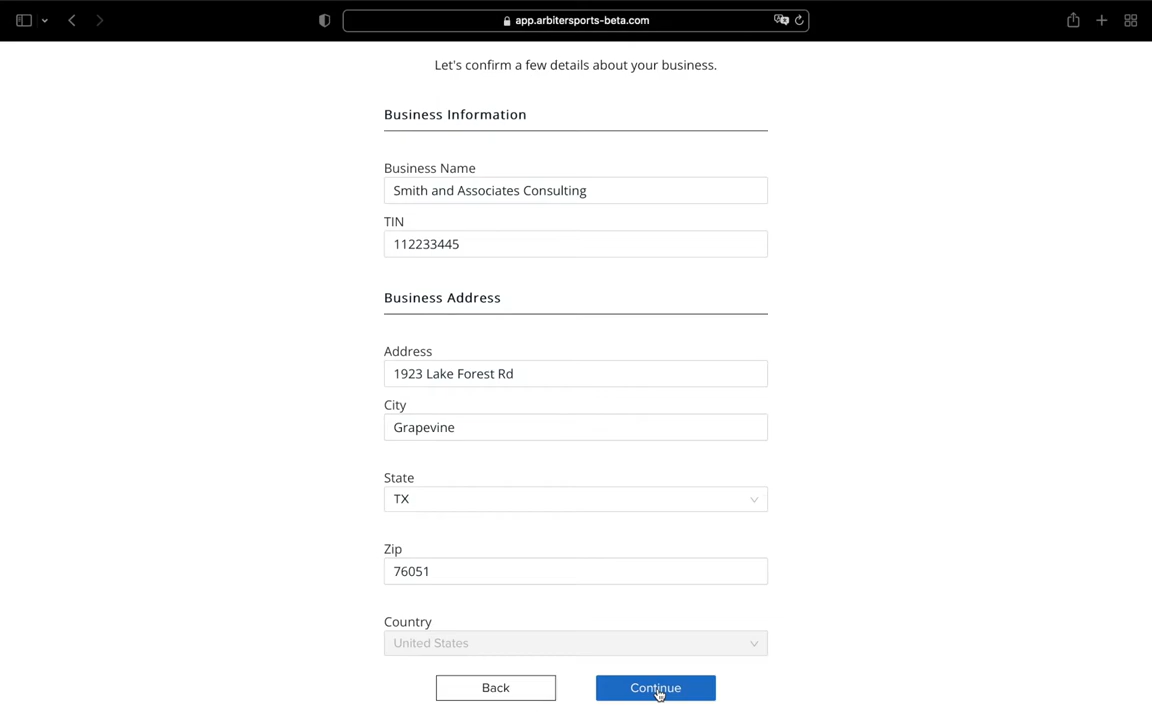 app.arbitersports-beta.com
Let's confirm a few details about your business.
Business Information
Business Name
Smith and Associates Consulting
TIN
112233445
Business Address
Address
1923 Lake Forest Rd
City
Grapevine
State
TX
Zip
76051
Country
United States
Back
Continue